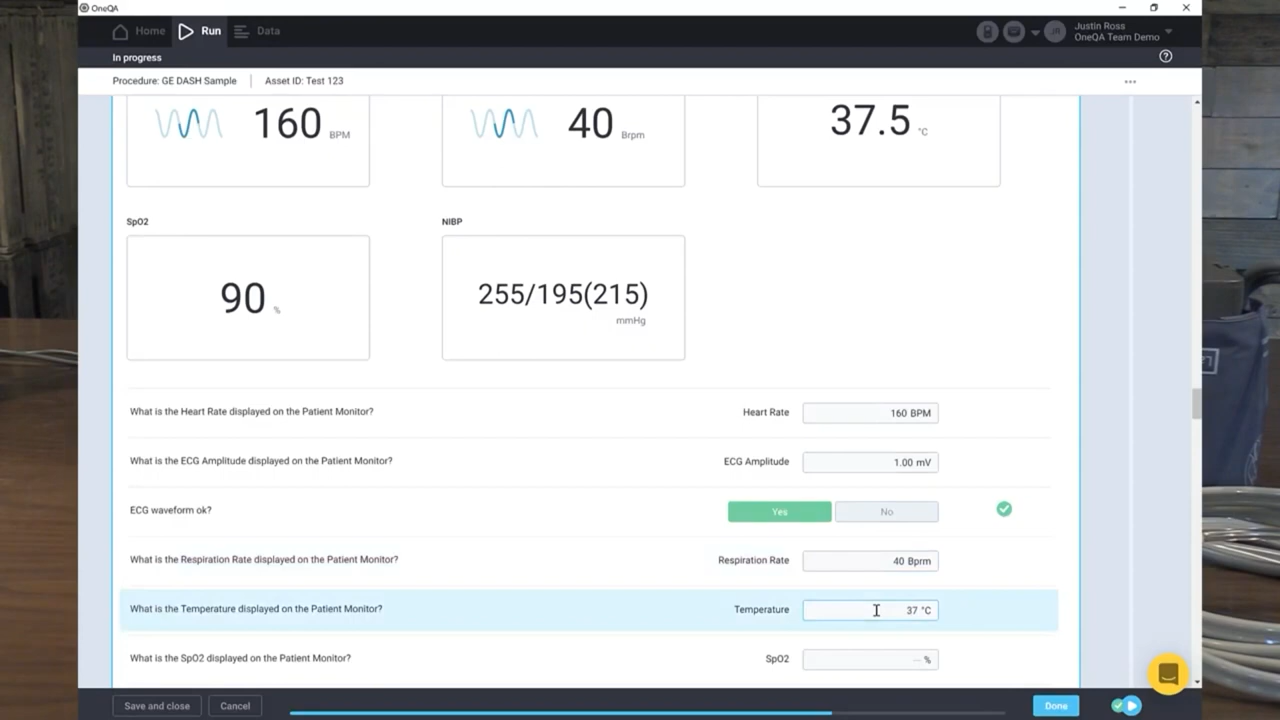 OneQA
Home
Run
Data
Justin Ross
OneQA Team Demo
In progress
Procedure: GE DASH Sample
Asset ID: Test 123
160 BPM
40 Brpm
37.5 °C
SpO2
NIBP
90 %
255/195(215)
mmHg
What is the Heart Rate displayed on the Patient Monitor?
Heart Rate
160 BPM
What is the ECG Amplitude displayed on the Patient Monitor?
ECG Amplitude
1.00 mV
ECG waveform ok?
Yes
No
What is the Respiration Rate displayed on the Patient Monitor?
Respiration Rate
40 Bprm
What is the Temperature displayed on the Patient Monitor?
Temperature
37 °C
What is the SpO2 displayed on the Patient Monitor?
SpO2
--- %
Save and close
Cancel
Done